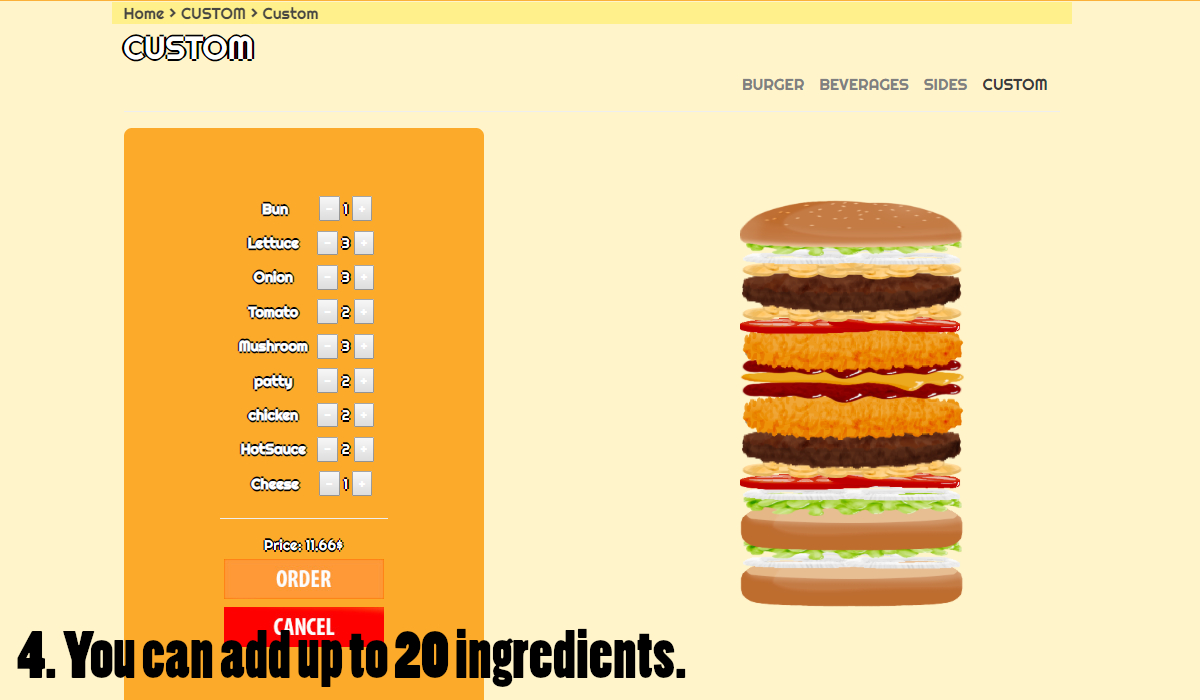 Home > CUSTOM > Custom
CUSTOM
BURGER BEVERAGES SIDES CUSTOM
Bun - 1 +
Lettuce - 3 +
Onion - 3 +
Tomato - 2 +
Mushroom - 3 +
patty - 2 +
chicken - 2 +
HotSauce - 2 +
Cheese - 1 +
Price: 11.66$
ORDER
CANCEL
4. You can add up to 20 ingredients.